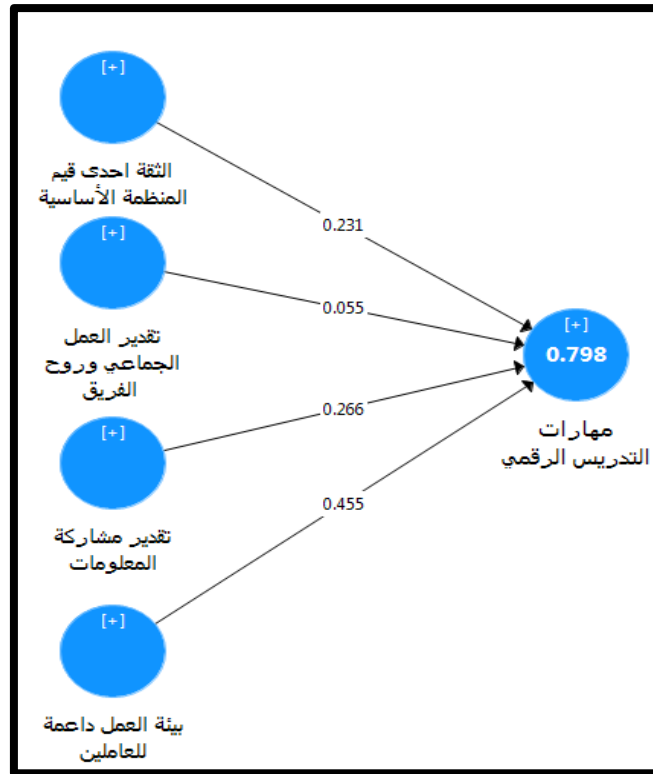 [+]
الثقة احدى قيم
المنظمة الأساسية
0.231
[+]
تقدير العمل
الجماعي وروح
الفريق
0.055
[+]
0.798
مهارات
التدريس الرقمي
0.266
[+]
تقدير مشاركة
المعلومات
0.455
[+]
بيئة العمل داعمة
للعاملين